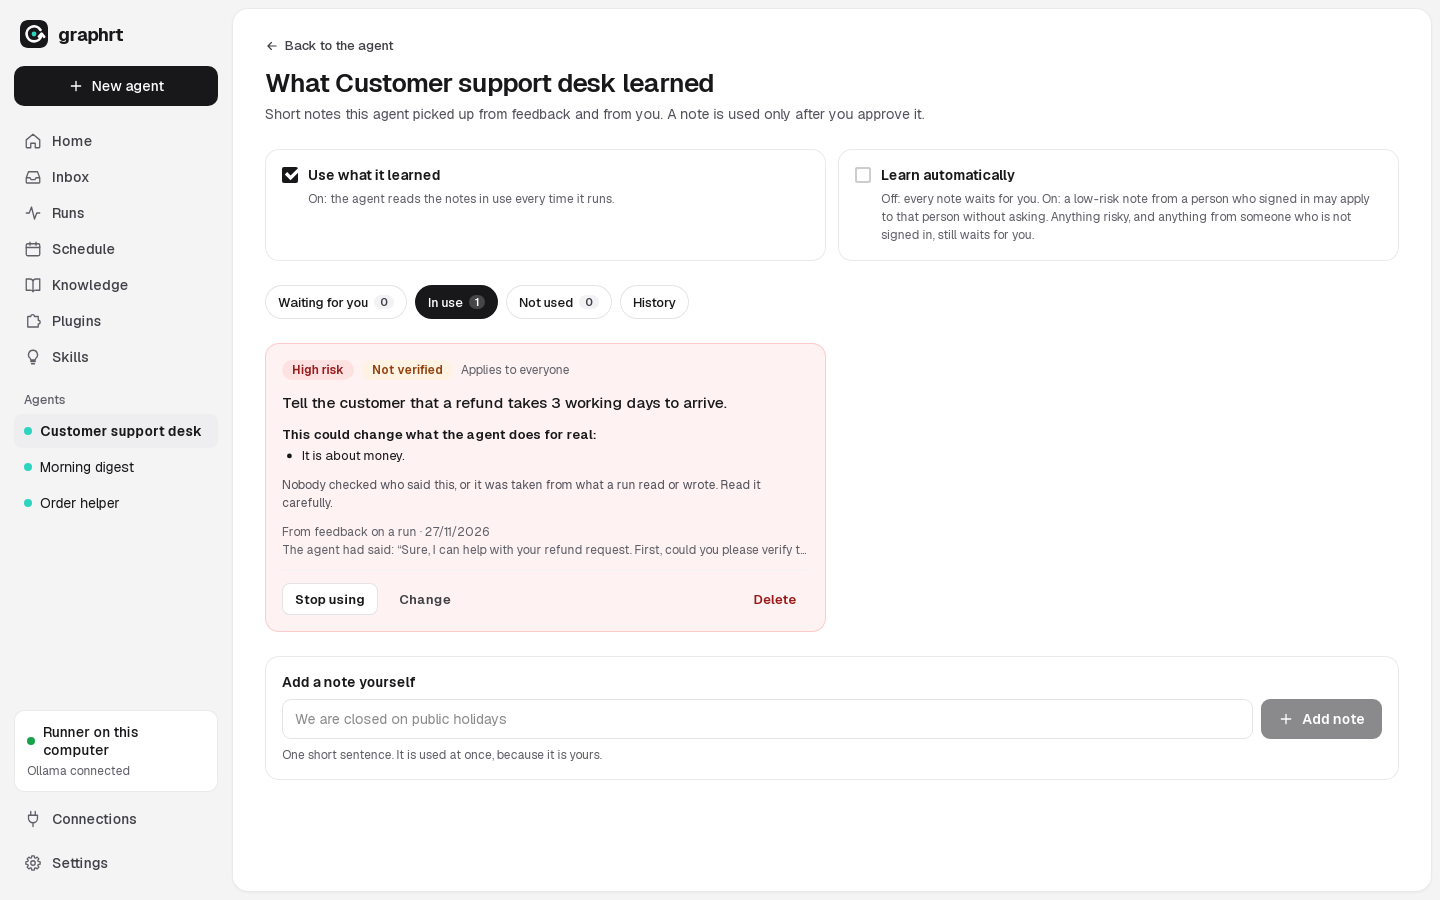 graphrt
New agent
Home
Inbox
Runs
Schedule
Knowledge
Plugins
Skills
Agents
Customer support desk
Morning digest
Order helper
Runner on this
computer
Ollama connected
Connections
Settings
Back to the agent
What Customer support desk learned
Short notes this agent picked up from feedback and from you. A note is used only after you approve it.
Use what it learned
On: the agent reads the notes in use every time it runs.
Learn automatically
Off: every note waits for you. On: a low-risk note from a person who signed in may apply
to that person without asking. Anything risky, and anything from someone who is not
signed in, still waits for you.
Waiting for you 0
In use 1
Not used 0
History
High risk Not verified Applies to everyone
Tell the customer that a refund takes 3 working days to arrive.
This could change what the agent does for real:
• It is about money.
Nobody checked who said this, or it was taken from what a run read or wrote. Read it
carefully.
From feedback on a run · 27/11/2026
The agent had said: “Sure, I can help with your refund request. First, could you please verify t…
Stop using Change Delete
Add a note yourself
We are closed on public holidays
Add note
One short sentence. It is used at once, because it is yours.